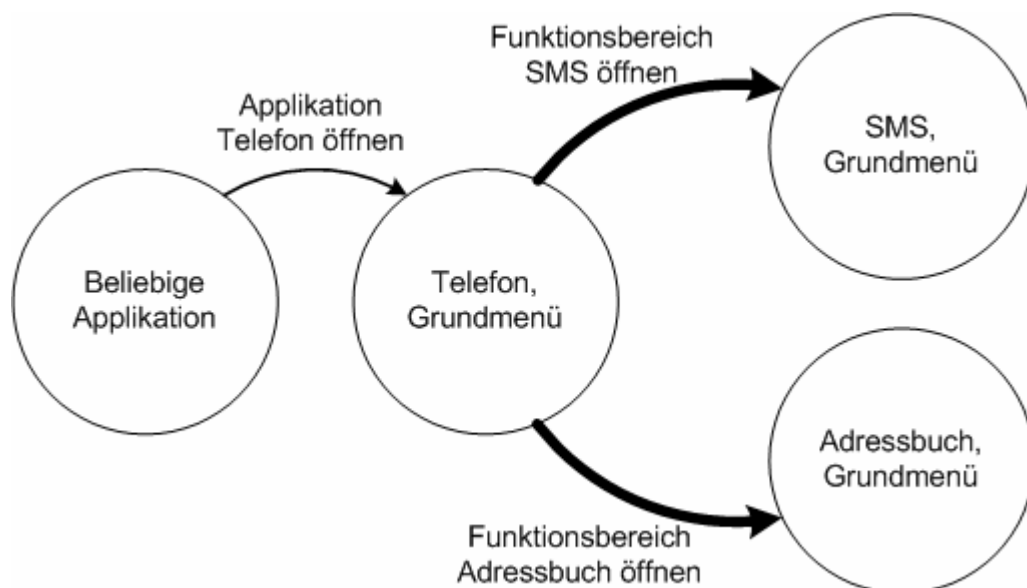 Funktionsbereich
SMS öffnen
Applikation
Telefon öffnen
SMS,
Grundmenü
Beliebige
Applikation
Telefon,
Grundmenü
Adressbuch,
Grundmenü
Funktionsbereich
Adressbuch öffnen